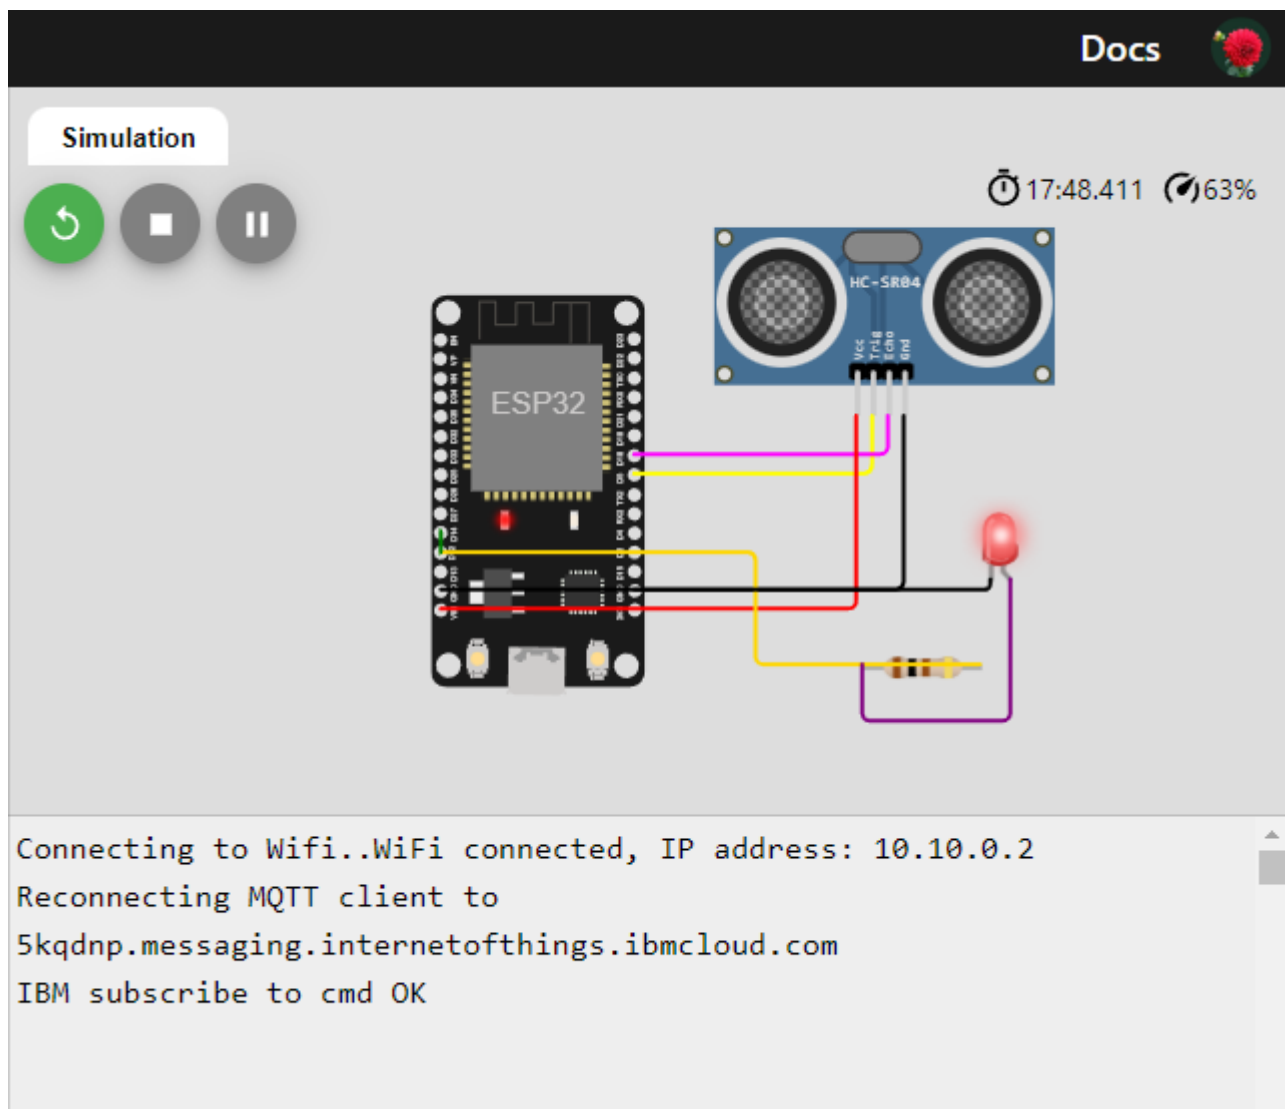 Docs
Simulation
17:48.411 63%
HC-SR04
Vcc
Trig
Echo
Gnd
ESP32
Connecting to Wifi..WiFi connected, IP address: 10.10.0.2
Reconnecting MQTT client to
5kqdnp.messaging.internetofthings.ibmcloud.com
IBM subscribe to cmd OK